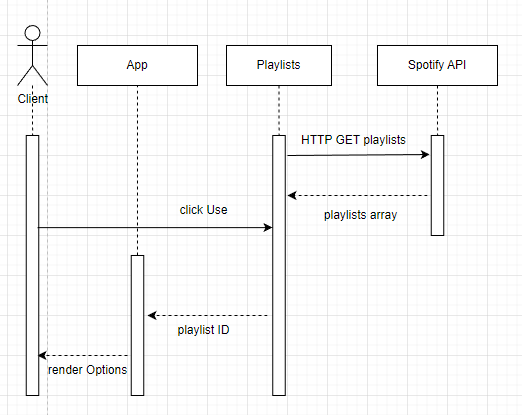 App
Playlists
Spotify API
Client
HTTP GET playlists
playlists array
click Use
playlist ID
render Options